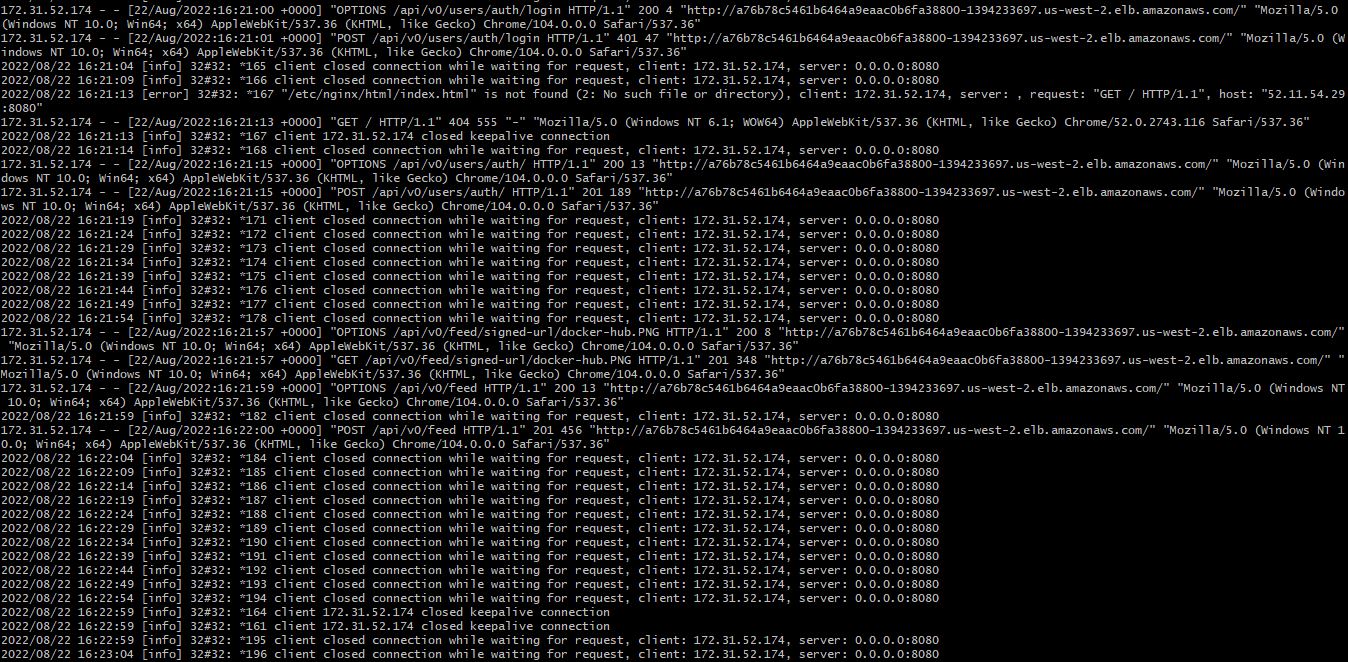 172.31.52.174 - - [22/Aug/2022:16:21:00 +0000] "OPTIONS /api/v0/users/auth/login HTTP/1.1" 200 4 "http://a76b78c5461b6464a9eaac0b6fa38800-1394233697.us-west-2.elb.amazonaws.com/" "Mozilla/5.0
(Windows NT 10.0; Win64; x64) AppleWebKit/537.36 (KHTML, like Gecko) Chrome/104.0.0.0 Safari/537.36"
172.31.52.174 - - [22/Aug/2022:16:21:01 +0000] "POST /api/v0/users/auth/login HTTP/1.1" 401 47 "http://a76b78c5461b6464a9eaac0b6fa38800-1394233697.us-west-2.elb.amazonaws.com/" "Mozilla/5.0 (W
indows NT 10.0; Win64; x64) AppleWebKit/537.36 (KHTML, like Gecko) Chrome/104.0.0.0 Safari/537.36"
2022/08/22 16:21:04 [info] 32#32: *165 client closed connection while waiting for request, client: 172.31.52.174, server: 0.0.0.0:8080
2022/08/22 16:21:09 [info] 32#32: *166 client closed connection while waiting for request, client: 172.31.52.174, server: 0.0.0.0:8080
2022/08/22 16:21:13 [error] 32#32: *167 "/etc/nginx/html/index.html" is not found (2: No such file or directory), client: 172.31.52.174, server: , request: "GET / HTTP/1.1", host: "52.11.54.29
:8080"
172.31.52.174 - - [22/Aug/2022:16:21:13 +0000] "GET / HTTP/1.1" 404 555 "-" "Mozilla/5.0 (Windows NT 6.1; WOW64) AppleWebKit/537.36 (KHTML, like Gecko) Chrome/52.0.2743.116 Safari/537.36"
2022/08/22 16:21:13 [info] 32#32: *167 client 172.31.52.174 closed keepalive connection
2022/08/22 16:21:14 [info] 32#32: *168 client closed connection while waiting for request, client: 172.31.52.174, server: 0.0.0.0:8080
172.31.52.174 - - [22/Aug/2022:16:21:15 +0000] "OPTIONS /api/v0/users/auth/ HTTP/1.1" 200 13 "http://a76b78c5461b6464a9eaac0b6fa38800-1394233697.us-west-2.elb.amazonaws.com/" "Mozilla/5.0 (Win
dows NT 10.0; Win64; x64) AppleWebKit/537.36 (KHTML, like Gecko) Chrome/104.0.0.0 Safari/537.36"
172.31.52.174 - - [22/Aug/2022:16:21:15 +0000] "POST /api/v0/users/auth/ HTTP/1.1" 201 189 "http://a76b78c5461b6464a9eaac0b6fa38800-1394233697.us-west-2.elb.amazonaws.com/" "Mozilla/5.0 (Windo
ws NT 10.0; Win64; x64) AppleWebKit/537.36 (KHTML, like Gecko) Chrome/104.0.0.0 Safari/537.36"
2022/08/22 16:21:19 [info] 32#32: *171 client closed connection while waiting for request, client: 172.31.52.174, server: 0.0.0.0:8080
2022/08/22 16:21:24 [info] 32#32: *172 client closed connection while waiting for request, client: 172.31.52.174, server: 0.0.0.0:8080
2022/08/22 16:21:29 [info] 32#32: *173 client closed connection while waiting for request, client: 172.31.52.174, server: 0.0.0.0:8080
2022/08/22 16:21:34 [info] 32#32: *174 client closed connection while waiting for request, client: 172.31.52.174, server: 0.0.0.0:8080
2022/08/22 16:21:39 [info] 32#32: *175 client closed connection while waiting for request, client: 172.31.52.174, server: 0.0.0.0:8080
2022/08/22 16:21:44 [info] 32#32: *176 client closed connection while waiting for request, client: 172.31.52.174, server: 0.0.0.0:8080
2022/08/22 16:21:49 [info] 32#32: *177 client closed connection while waiting for request, client: 172.31.52.174, server: 0.0.0.0:8080
2022/08/22 16:21:54 [info] 32#32: *178 client closed connection while waiting for request, client: 172.31.52.174, server: 0.0.0.0:8080
172.31.52.174 - - [22/Aug/2022:16:21:57 +0000] "OPTIONS /api/v0/feed/signed-url/docker-hub.PNG HTTP/1.1" 200 8 "http://a76b78c5461b6464a9eaac0b6fa38800-1394233697.us-west-2.elb.amazonaws.com/"
"Mozilla/5.0 (Windows NT 10.0; Win64; x64) AppleWebKit/537.36 (KHTML, like Gecko) Chrome/104.0.0.0 Safari/537.36"
172.31.52.174 - - [22/Aug/2022:16:21:57 +0000] "GET /api/v0/feed/signed-url/docker-hub.PNG HTTP/1.1" 201 348 "http://a76b78c5461b6464a9eaac0b6fa38800-1394233697.us-west-2.elb.amazonaws.com/" "
Mozilla/5.0 (Windows NT 10.0; Win64; x64) AppleWebKit/537.36 (KHTML, like Gecko) Chrome/104.0.0.0 Safari/537.36"
172.31.52.174 - - [22/Aug/2022:16:21:59 +0000] "OPTIONS /api/v0/feed HTTP/1.1" 200 13 "http://a76b78c5461b6464a9eaac0b6fa38800-1394233697.us-west-2.elb.amazonaws.com/" "Mozilla/5.0 (Windows NT
10.0; Win64; x64) AppleWebKit/537.36 (KHTML, like Gecko) Chrome/104.0.0.0 Safari/537.36"
2022/08/22 16:21:59 [info] 32#32: *182 client closed connection while waiting for request, client: 172.31.52.174, server: 0.0.0.0:8080
172.31.52.174 - - [22/Aug/2022:16:22:00 +0000] "POST /api/v0/feed HTTP/1.1" 201 456 "http://a76b78c5461b6464a9eaac0b6fa38800-1394233697.us-west-2.elb.amazonaws.com/" "Mozilla/5.0 (Windows NT 1
0.0; Win64; x64) AppleWebKit/537.36 (KHTML, like Gecko) Chrome/104.0.0.0 Safari/537.36"
2022/08/22 16:22:04 [info] 32#32: *184 client closed connection while waiting for request, client: 172.31.52.174, server: 0.0.0.0:8080
2022/08/22 16:22:09 [info] 32#32: *185 client closed connection while waiting for request, client: 172.31.52.174, server: 0.0.0.0:8080
2022/08/22 16:22:14 [info] 32#32: *186 client closed connection while waiting for request, client: 172.31.52.174, server: 0.0.0.0:8080
2022/08/22 16:22:19 [info] 32#32: *187 client closed connection while waiting for request, client: 172.31.52.174, server: 0.0.0.0:8080
2022/08/22 16:22:24 [info] 32#32: *188 client closed connection while waiting for request, client: 172.31.52.174, server: 0.0.0.0:8080
2022/08/22 16:22:29 [info] 32#32: *189 client closed connection while waiting for request, client: 172.31.52.174, server: 0.0.0.0:8080
2022/08/22 16:22:34 [info] 32#32: *190 client closed connection while waiting for request, client: 172.31.52.174, server: 0.0.0.0:8080
2022/08/22 16:22:39 [info] 32#32: *191 client closed connection while waiting for request, client: 172.31.52.174, server: 0.0.0.0:8080
2022/08/22 16:22:44 [info] 32#32: *192 client closed connection while waiting for request, client: 172.31.52.174, server: 0.0.0.0:8080
2022/08/22 16:22:49 [info] 32#32: *193 client closed connection while waiting for request, client: 172.31.52.174, server: 0.0.0.0:8080
2022/08/22 16:22:54 [info] 32#32: *194 client closed connection while waiting for request, client: 172.31.52.174, server: 0.0.0.0:8080
2022/08/22 16:22:59 [info] 32#32: *164 client 172.31.52.174 closed keepalive connection
2022/08/22 16:22:59 [info] 32#32: *161 client 172.31.52.174 closed keepalive connection
2022/08/22 16:22:59 [info] 32#32: *195 client closed connection while waiting for request, client: 172.31.52.174, server: 0.0.0.0:8080
2022/08/22 16:23:04 [info] 32#32: *196 client closed connection while waiting for request, client: 172.31.52.174, server: 0.0.0.0:8080